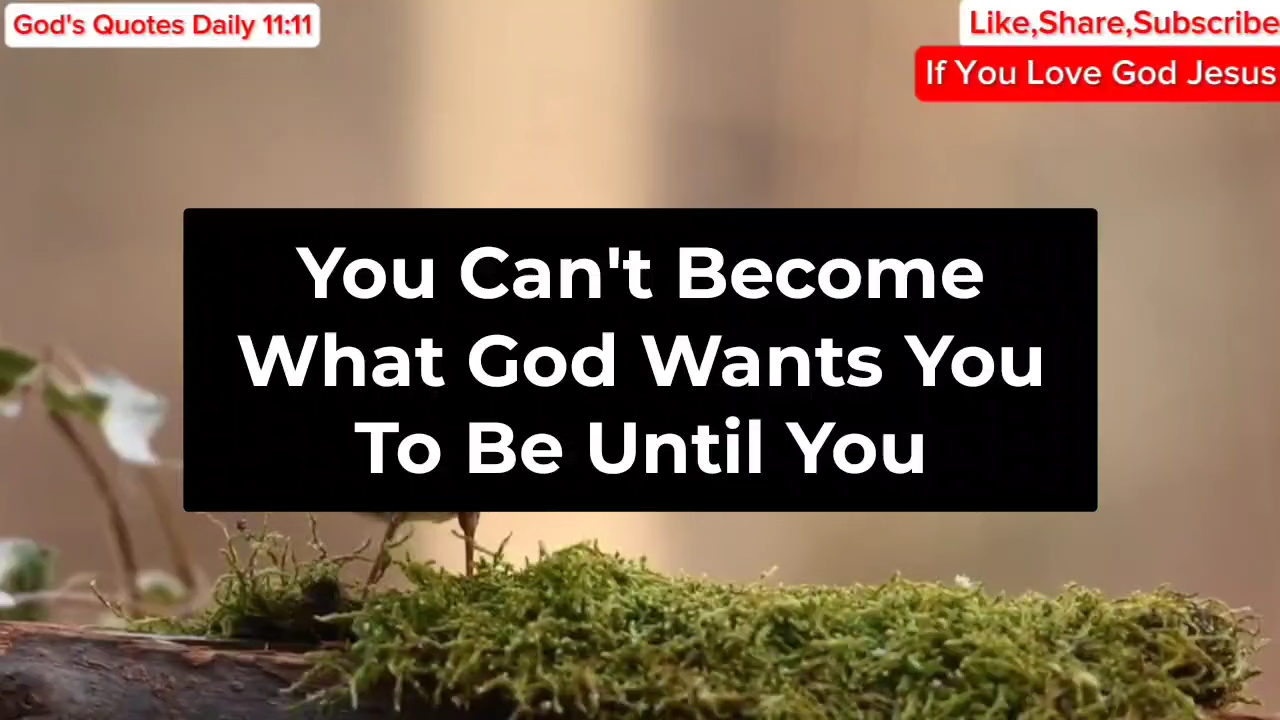 God's Quotes Daily 11:11
Like,Share,Subscribe
If You Love God Jesus
You Can't Become
What God Wants You
To Be Until You